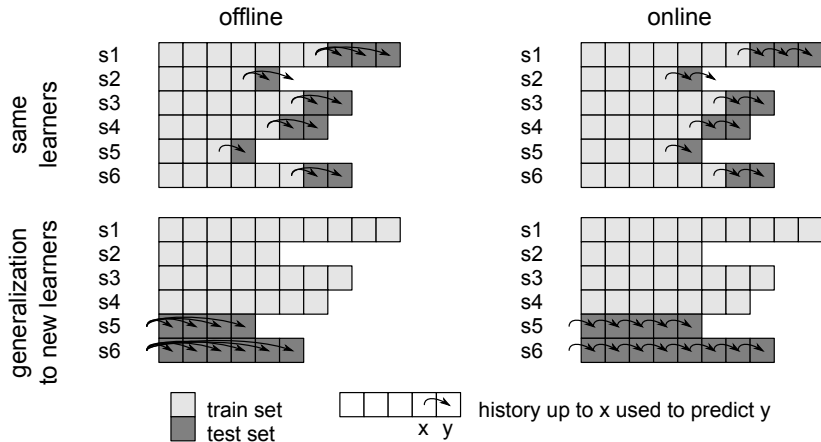 offline
online
same
learners
s1
s2
s3
s4
s5
s6
s1
s2
s3
s4
s5
s6
generalization
to new learners
s1
s2
s3
s4
s5
s6
s1
s2
s3
s4
s5
s6
train set
test set
x y
history up to x used to predict y